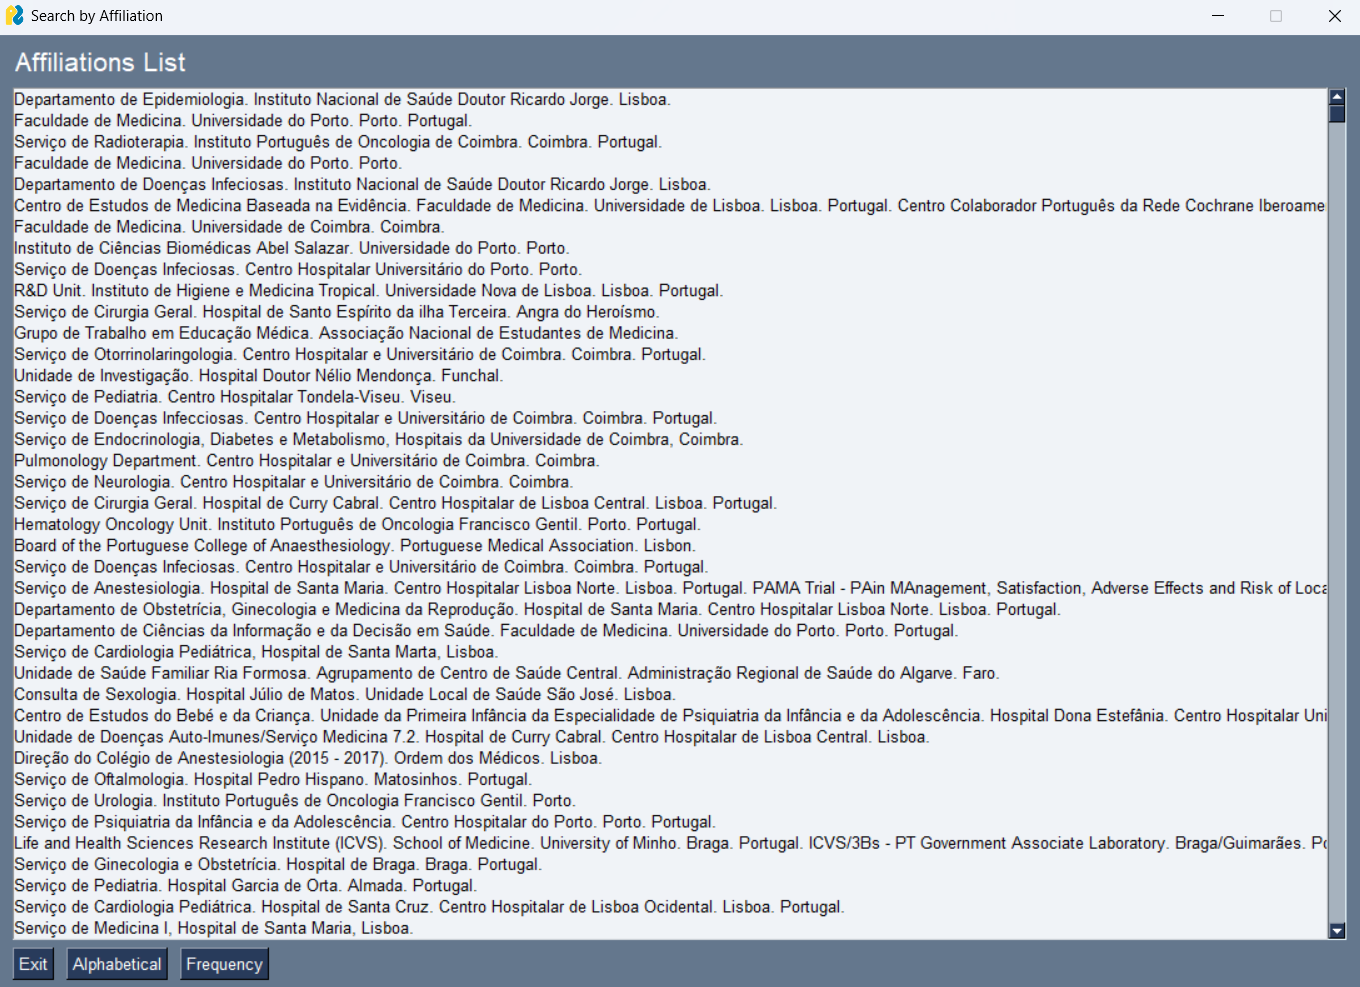 Search by Affiliation
Affiliations List
Departamento de Epidemiologia. Instituto Nacional de Saúde Doutor Ricardo Jorge. Lisboa.
Faculdade de Medicina. Universidade do Porto. Porto. Portugal.
Serviço de Radioterapia. Instituto Português de Oncologia de Coimbra. Coimbra. Portugal.
Faculdade de Medicina. Universidade do Porto. Porto.
Departamento de Doenças Infeciosas. Instituto Nacional de Saúde Doutor Ricardo Jorge. Lisboa.
Centro de Estudos de Medicina Baseada na Evidência. Faculdade de Medicina. Universidade de Lisboa. Lisboa. Portugal. Centro Colaborador Português da Rede Cochrane Iberoame
Faculdade de Medicina. Universidade de Coimbra. Coimbra.
Instituto de Ciências Biomédicas Abel Salazar. Universidade do Porto. Porto.
Serviço de Doenças Infeciosas. Centro Hospitalar Universitário do Porto. Porto.
R&D Unit. Instituto de Higiene e Medicina Tropical. Universidade Nova de Lisboa. Lisboa. Portugal.
Serviço de Cirurgia Geral. Hospital de Santo Espírito da ilha Terceira. Angra do Heroísmo.
Grupo de Trabalho em Educação Médica. Associação Nacional de Estudantes de Medicina.
Serviço de Otorrinolaringologia. Centro Hospitalar e Universitário de Coimbra. Coimbra. Portugal.
Unidade de Investigação. Hospital Doutor Nélio Mendonça. Funchal.
Serviço de Pediatria. Centro Hospitalar Tondela-Viseu. Viseu.
Serviço de Doenças Infecciosas. Centro Hospitalar e Universitário de Coimbra. Coimbra. Portugal.
Serviço de Endocrinologia, Diabetes e Metabolismo, Hospitais da Universidade de Coimbra, Coimbra.
Pulmonology Department. Centro Hospitalar e Universitário de Coimbra. Coimbra.
Serviço de Neurologia. Centro Hospitalar e Universitário de Coimbra. Coimbra.
Serviço de Cirurgia Geral. Hospital de Curry Cabral. Centro Hospitalar de Lisboa Central. Lisboa. Portugal.
Hematology Oncology Unit. Instituto Português de Oncologia Francisco Gentil. Porto. Portugal.
Board of the Portuguese College of Anaesthesiology. Portuguese Medical Association. Lisbon.
Serviço de Doenças Infeciosas. Centro Hospitalar e Universitário de Coimbra. Coimbra. Portugal.
Serviço de Anestesiologia. Hospital de Santa Maria. Centro Hospitalar Lisboa Norte. Lisboa. Portugal. PAMA Trial - PAin MAnagement, Satisfaction, Adverse Effects and Risk of Loca
Departamento de Obstetrícia, Ginecologia e Medicina da Reprodução. Hospital de Santa Maria. Centro Hospitalar Lisboa Norte. Lisboa. Portugal.
Departamento de Ciências da Informação e da Decisão em Saúde. Faculdade de Medicina. Universidade do Porto. Porto. Portugal.
Serviço de Cardiologia Pediátrica, Hospital de Santa Marta, Lisboa.
Unidade de Saúde Familiar Ria Formosa. Agrupamento de Centro de Saúde Central. Administração Regional de Saúde do Algarve. Faro.
Consulta de Sexologia. Hospital Júlio de Matos. Unidade Local de Saúde São José. Lisboa.
Centro de Estudos do Bebé e da Criança. Unidade da Primeira Infância da Especialidade de Psiquiatria da Infância e da Adolescência. Hospital Dona Estefânia. Centro Hospitalar Uni
Unidade de Doenças Auto-Imunes/Serviço Medicina 7.2. Hospital de Curry Cabral. Centro Hospitalar de Lisboa Central. Lisboa.
Direção do Colégio de Anestesiologia (2015 - 2017). Ordem dos Médicos. Lisboa.
Serviço de Oftalmologia. Hospital Pedro Hispano. Matosinhos. Portugal.
Serviço de Urologia. Instituto Português de Oncologia Francisco Gentil. Porto.
Serviço de Psiquiatria da Infância e da Adolescência. Centro Hospitalar do Porto. Porto. Portugal.
Life and Health Sciences Research Institute (ICVS). School of Medicine. University of Minho. Braga. Portugal. ICVS/3Bs - PT Government Associate Laboratory. Braga/Guimarães. Po
Serviço de Ginecologia e Obstetrícia. Hospital de Braga. Braga. Portugal.
Serviço de Pediatria. Hospital Garcia de Orta. Almada. Portugal.
Serviço de Cardiologia Pediátrica. Hospital de Santa Cruz. Centro Hospitalar de Lisboa Ocidental. Lisboa. Portugal.
Serviço de Medicina I, Hospital de Santa Maria, Lisboa.
Exit Alphabetical Frequency